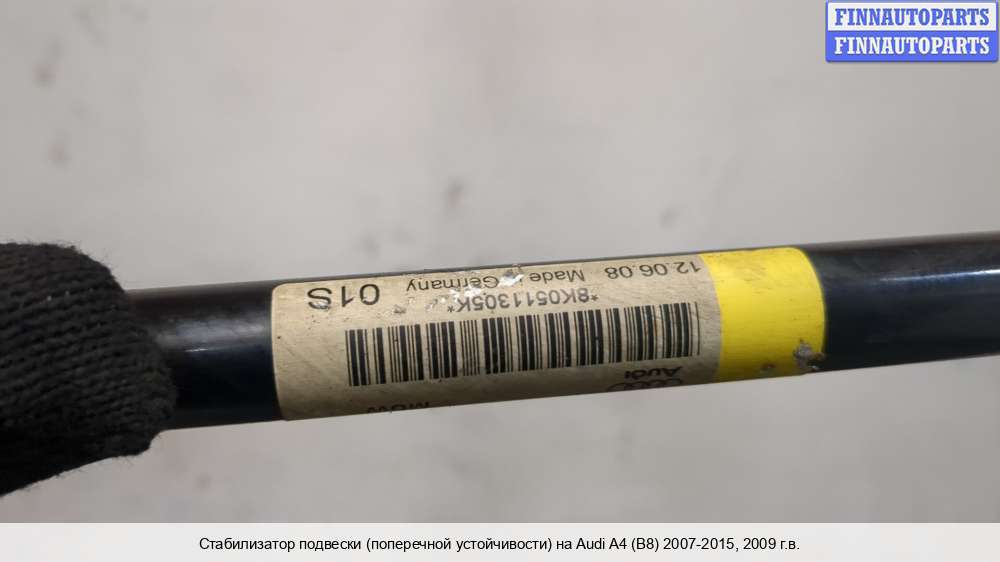 FINNAUTOPARTS
FINNAUTOPARTS
Audi
*8K0511305K*
Made Germany
12.06.08
01S
Стабилизатор подвески (поперечной устойчивости) на Audi A4 (B8) 2007-2015, 2009 г.в.